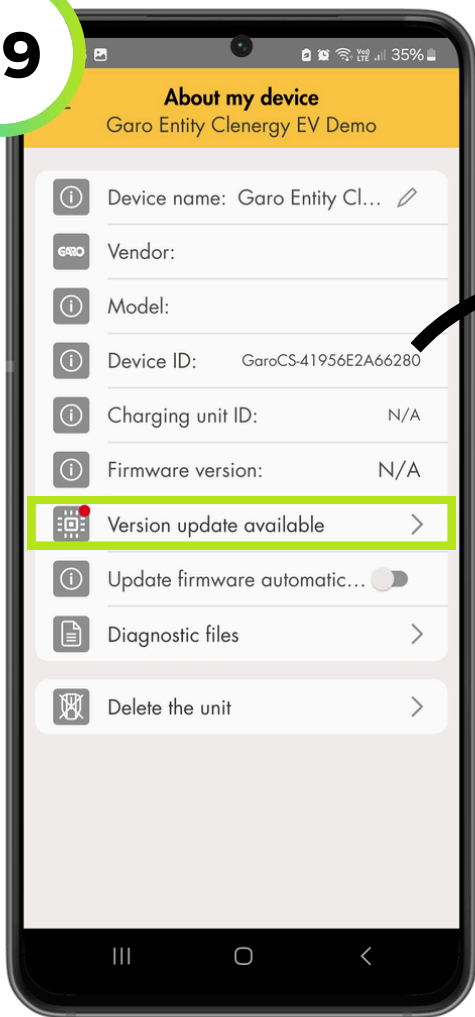 9
35%
About my device
Garo Entity Clenergy EV Demo
Device name: Garo Entity Cl...
GARO Vendor:
Model:
Device ID: GaroCS-41956E2A66280
Charging unit ID: N/A
Firmware version: N/A
Version update available
Update firmware automatic...
Diagnostic files
Delete the unit